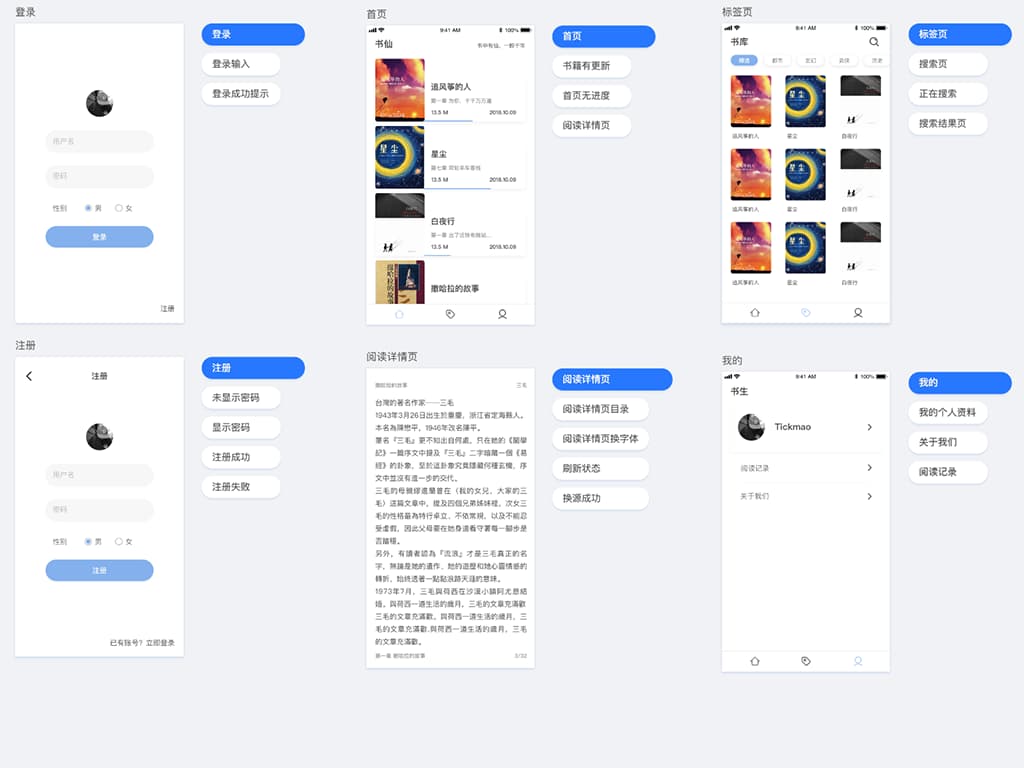 登录
用户名
密码
性别 男 女
登录
注册
登录
登录输入
登录成功提示
首页
9:41 AM 100%
书仙
书中有仙，一阅千年
追风筝的人
第一章 为你，千千万万遍
13.5 M 2018.10.09
星尘
星尘
13.5 M 2018.10.09
白夜行
13.5 M 2018.10.09
撒哈拉的故事
首页
书籍有更新
首页无进度
阅读详情页
标签页
9:41 AM 100%
书库
精选 都市 玄幻 武侠 历史
追风筝的人 星尘 白夜行
追风筝的人 星尘 白夜行
追风筝的人 星尘 白夜行
标签页
搜索页
正在搜索
搜索结果页
注册
注册
用户名
密码
性别 男 女
注册
已有账号？立即登录
注册
未显示密码
显示密码
注册成功
注册失败
阅读详情页
撒哈拉的故事 三毛
台灣的著名作家──三毛
1943年3月26日出生於重慶，浙江省定海縣人。
本名為陳懋平，1946年改名陳平。
筆名『三毛』更不知出自何處，只在她的《鬧學
記》一篇序文中提及『三毛』二字暗藏一個《易
經》的卦象，至於這卦象究竟隱藏何種玄機，序
文中並沒有進一步的交代。
三毛的母親繆進蘭曾在〈我的女兒，大家的三
毛〉這篇文章中，提及四個兄弟姊妹裡，次女三
毛的性格最為特行卓立、不依常規，以及不能忍
受虛假，因此父母要在她身邊看守著每一腳步是
否踏穩。
另外，有讀者認為『流浪』才是三毛真正的名
字，無論是她的遺作、她的遊歷和她心靈情感的
轉折，始終透著一點點浪跡天涯的意味。
1973年7月，三毛與荷西在沙漠小鎮阿尤恩結
婚。與荷西一道生活的歲月，三毛的文章充滿歡
三毛的文章充滿歡。與荷西一道生活的歲月，三
毛的文章充滿歡.與荷西一道生活的歲月，三毛
的文章充滿歡。
第一章 撒哈拉的故事 3/32
阅读详情页
阅读详情页目录
阅读详情页换字体
刷新状态
换源成功
我的
9:41 AM 100%
书生
Tickmao
阅读记录
关于我们
我的
我的个人资料
关于我们
阅读记录